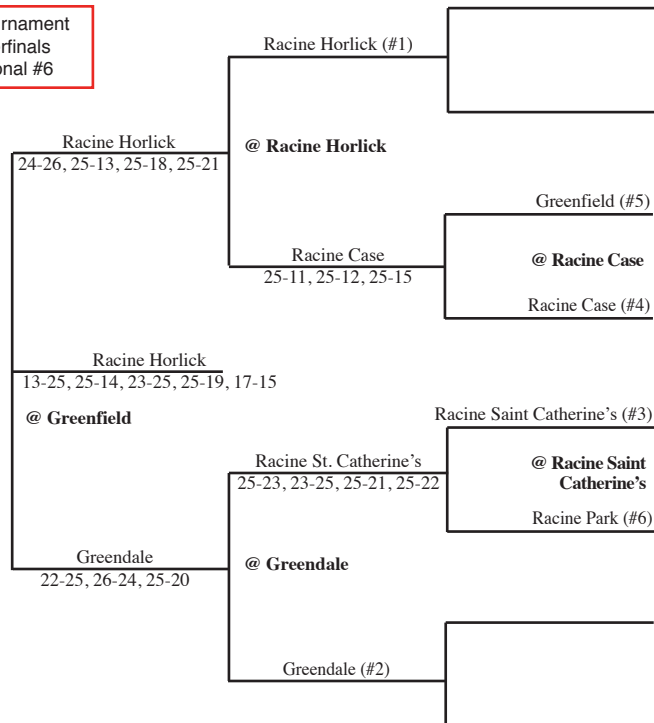 Racine Horlick (#1)
Racine Horlick
24-26, 25-13, 25-18, 25-21
@ Racine Horlick
Greenfield (#5)
Racine Case
25-11, 25-12, 25-15
@ Racine Case
Racine Case (#4)
Racine Horlick
13-25, 25-14, 23-25, 25-19, 17-15
@ Greenfield
Racine Saint Catherine's (#3)
Racine St. Catherine's
25-23, 23-25, 25-21, 25-22
@ Racine Saint
Catherine's
Racine Park (#6)
Greendale
22-25, 26-24, 25-20
@ Greendale
Greendale (#2)
#6